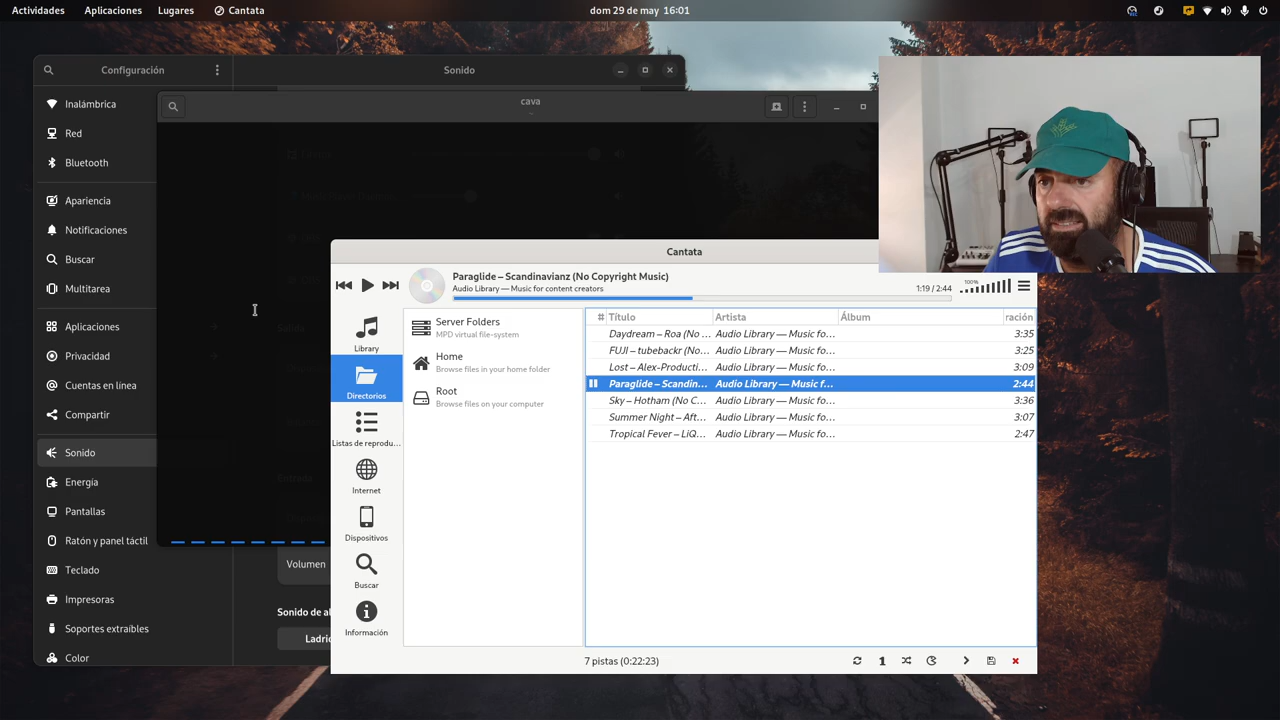 Actividades Aplicaciones Lugares Cantata dom 29 de may 16:01
Configuración Sonido
cava
Inalámbrica
Red
Bluetooth
Apariencia
Notificaciones
Buscar
Multitarea
Aplicaciones
Privacidad
Cuentas en línea
Compartir
Sonido
Energía
Pantallas
Ratón y panel táctil
Teclado
Impresoras
Soportes extraíbles
Color
Volumen
Sonido de al
Ladric
Cantata
Paraglide – Scandinavianz (No Copyright Music)
Audio Library — Music for content creators 1:19 / 2:44 100%
Library
Directorios
Listas de reprodu...
Internet
Dispositivos
Buscar
Información
Server Folders
MPD virtual file-system
Home
Browse files in your home folder
Root
Browse files on your computer
# Título Artista Álbum ración
Daydream – Roa (No ... Audio Library — Music fo... 3:35
FUJI – tubebackr (No... Audio Library — Music fo... 3:25
Lost – Alex-Producti... Audio Library — Music fo... 3:09
Paraglide – Scandin... Audio Library — Music f... 2:44
Sky – Hotham (No C... Audio Library — Music fo... 3:36
Summer Night – Aft... Audio Library — Music fo... 3:07
Tropical Fever – LiQ... Audio Library — Music fo... 2:47
7 pistas (0:22:23) 1